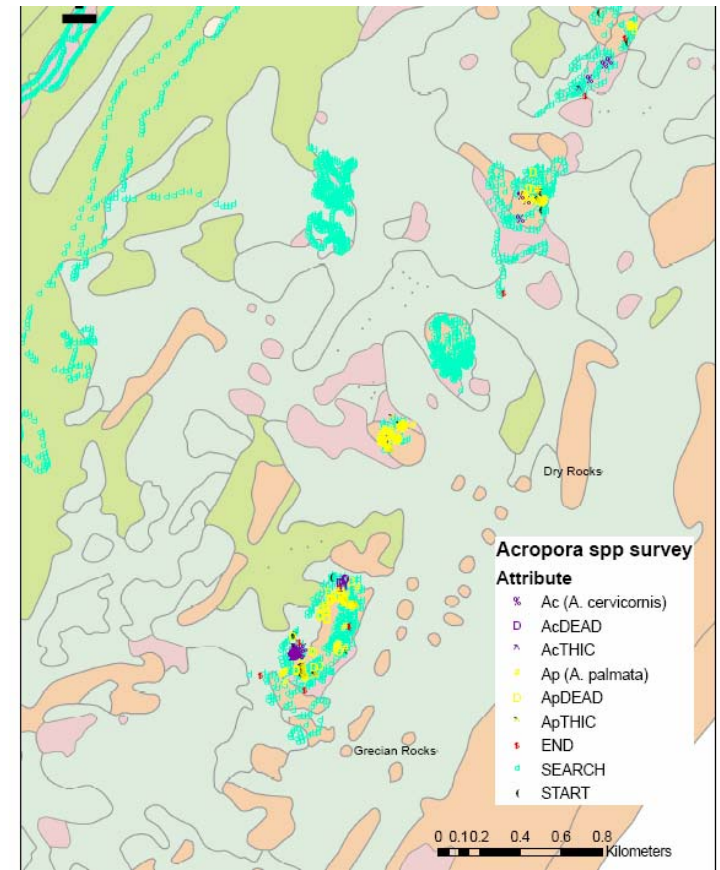 Dry Rocks
Acropora spp survey
Attribute
Ac (A. cervicornis)
AcDEAD
AcTHIC
Ap (A. palmata)
ApDEAD
ApTHIC
END
SEARCH
START
Grecian Rocks
0 0.10.2 0.4 0.6 0.8
Kilometers